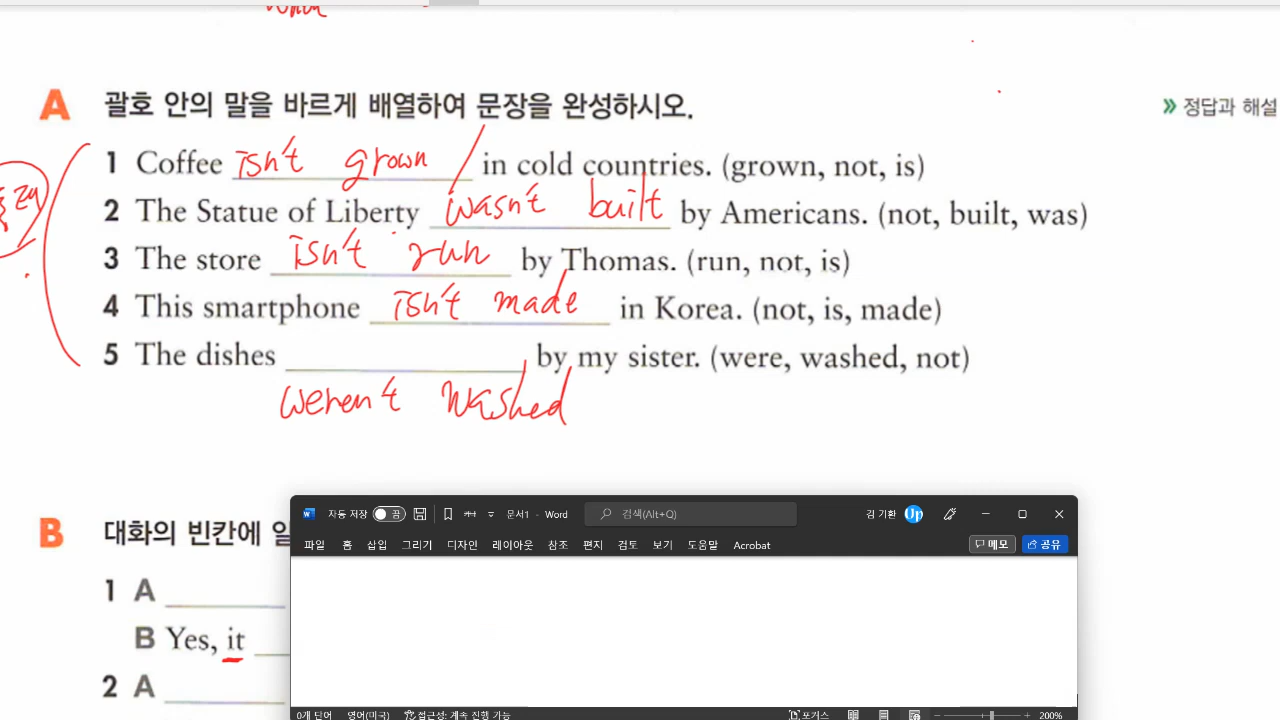 A 괄호 안의 말을 바르게 배열하여 문장을 완성하시오.
» 정답과 해설
1 Coffee isn't grown in cold countries. (grown, not, is)
2 The Statue of Liberty wasn't built by Americans. (not, built, was)
3 The store isn't run by Thomas. (run, not, is)
4 This smartphone isn't made in Korea. (not, is, made)
5 The dishes by my sister. (were, washed, not)
weren't washed
B 대화의 빈칸에
1 A
B Yes, it
2 A
자동 저장 끔 문서1 - Word 검색(Alt+Q) 김 기환
파일 홈 삽입 그리기 디자인 레이아웃 참조 편지 검토 보기 도움말 Acrobat 메모 공유
0개 단어 영어(미국) 접근성: 계속 진행 가능 포커스 200%